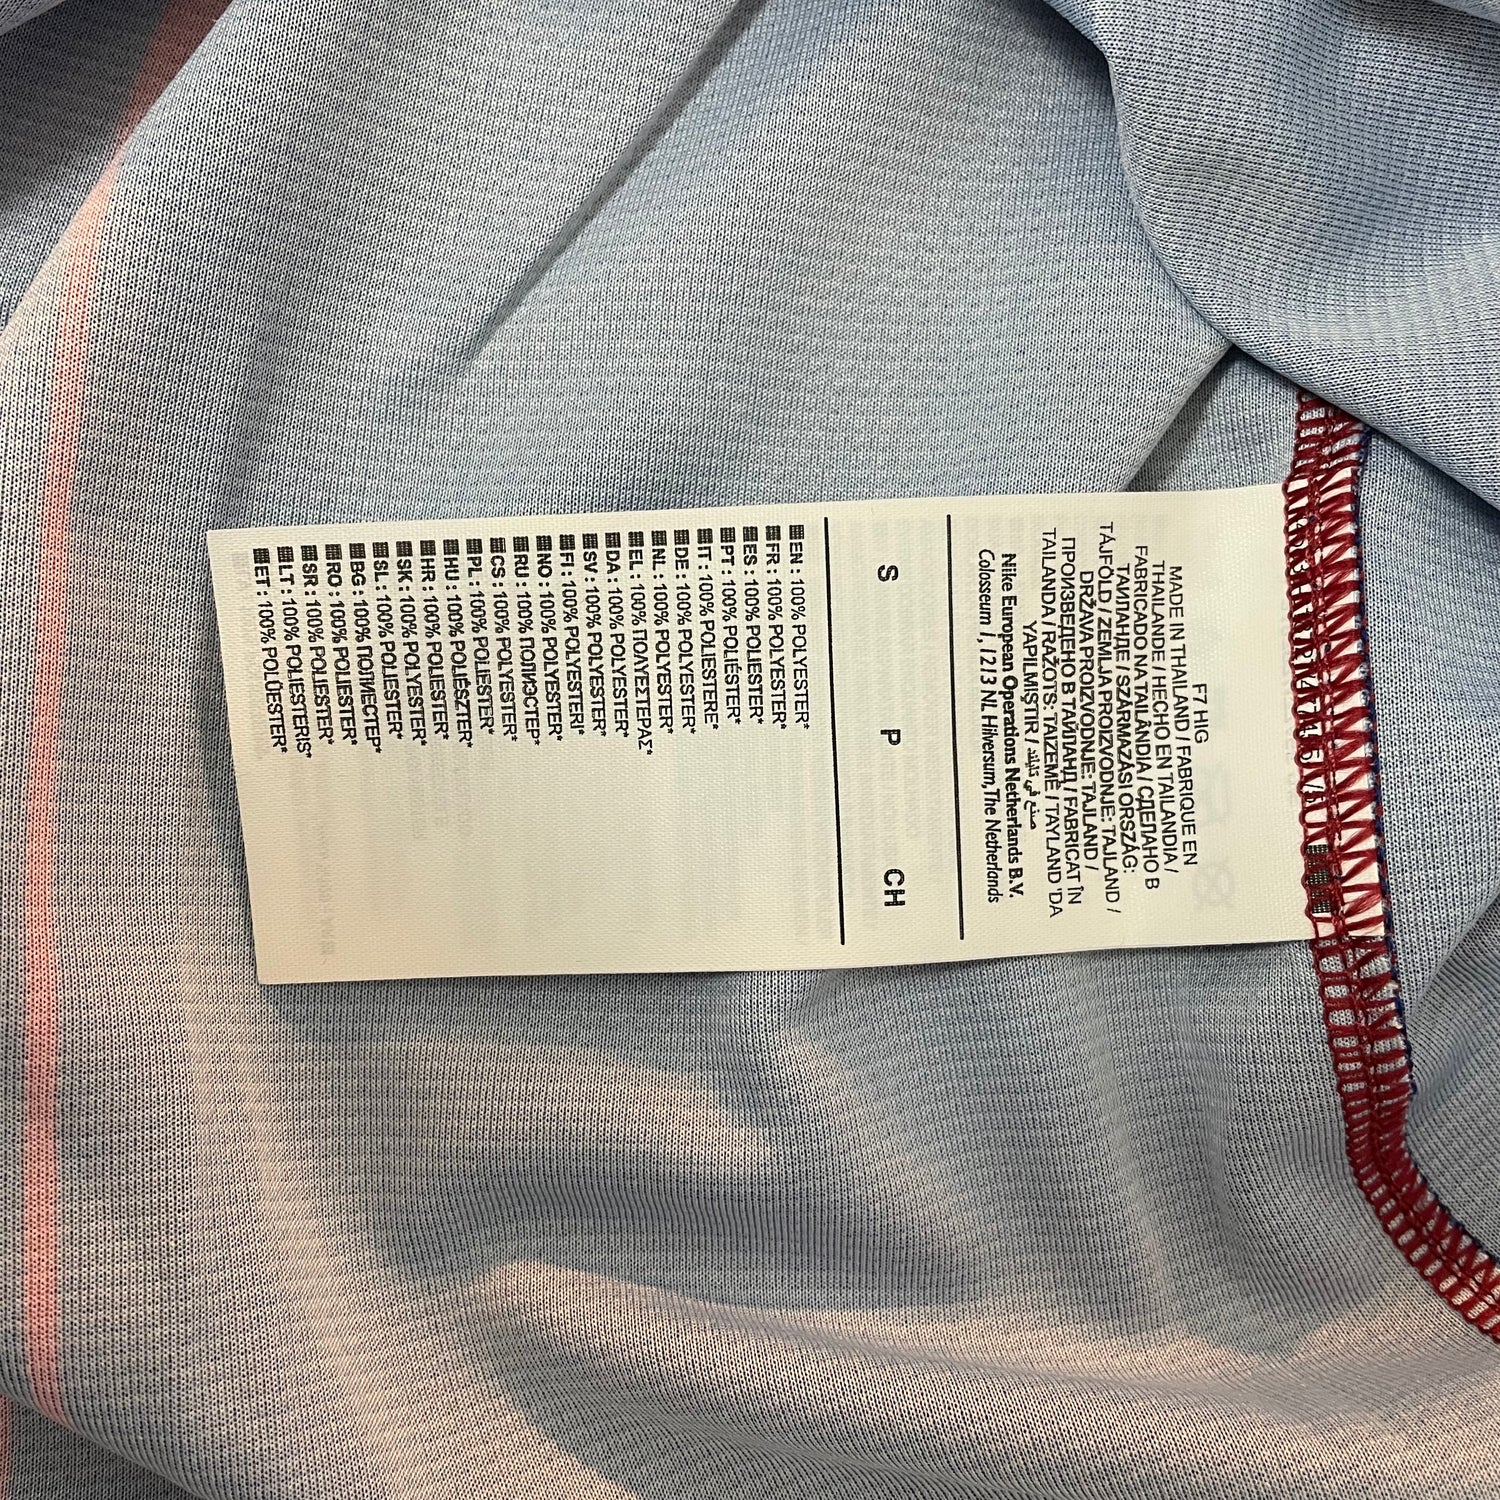 F7 HIG
MADE IN THAILAND / FABRIQUE EN
THAILANDE / HECHO EN TAILANDIA /
FABRICADO NA TAILÂNDIA / СДЕЛАНО В
ТАИЛАНДЕ / SZÁRMAZÁSI ORSZÁG:
TÁJFÖLD / ZEMLJA PROIZVODNJE: TAJLAND /
DRŽAVA PROIZVODNJE: TAJLAND /
ПРОИЗВЕДЕНО В ТАЙЛАНД / FABRICAT ÎN
TAILANDA / RAŽOTS: TAIZEMĒ / TAYLAND 'DA
YAPILMIŞTIR / صنع في تايلند
Nike European Operations Netherlands B.V.
Colosseum 1, 1213 NL Hilversum,The Netherlands
S P CH
EN : 100% POLYESTER*
FR : 100% POLYESTER*
ES : 100% POLIESTER*
PT : 100% POLIÉSTER*
IT : 100% POLIESTERE*
DE : 100% POLYESTER*
NL : 100% POLYESTER*
EL : 100% ΠΟΛΥΕΣΤΕΡΑΣ*
DA : 100% POLYESTER*
SV : 100% POLYESTER*
FI : 100% POLYESTERI*
NO : 100% POLYESTER*
RU : 100% ПОЛИЭСТЕР*
CS : 100% POLYESTER*
PL : 100% POLIESTER*
HU : 100% POLIÉSZTER*
HR : 100% POLIESTER*
SK : 100% POLYESTER*
SL : 100% POLIESTER*
BG : 100% ПОЛИЕСТЕР*
RO : 100% POLIESTER*
SR : 100% POLIESTER*
LT : 100% POLIESTERIS*
ET : 100% POLÜESTER*